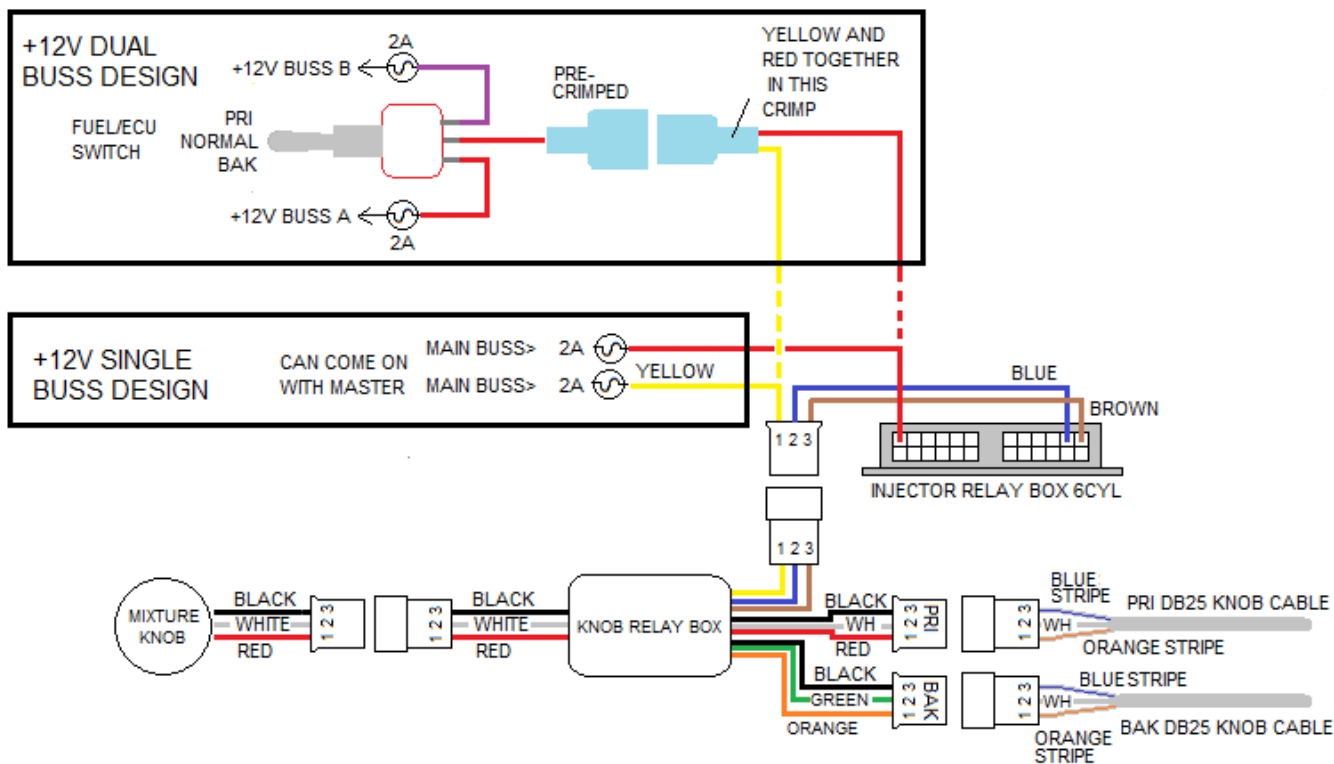 +12V DUAL
BUSS DESIGN
2A
+12V BUSS B
FUEL/ECU
SWITCH
PRI
NORMAL
BAK
+12V BUSS A
2A
PRE-
CRIMPED
YELLOW AND
RED TOGETHER
IN THIS
CRIMP
+12V SINGLE
BUSS DESIGN
CAN COME ON
WITH MASTER
MAIN BUSS> 2A
MAIN BUSS> 2A
YELLOW
BLUE
BROWN
1 2 3
INJECTOR RELAY BOX 6CYL
1 2 3
MIXTURE
KNOB
BLACK
WHITE
RED
1 2 3
1 2 3
BLACK
WHITE
RED
KNOB RELAY BOX
BLACK
WH
RED
1 2 3
PRI
1 2 3
BLUE
STRIPE
WH
ORANGE STRIPE
PRI DB25 KNOB CABLE
BLACK
GREEN
ORANGE
1 2 3
BAK
1 2 3
BLUE STRIPE
WH
ORANGE
STRIPE
BAK DB25 KNOB CABLE